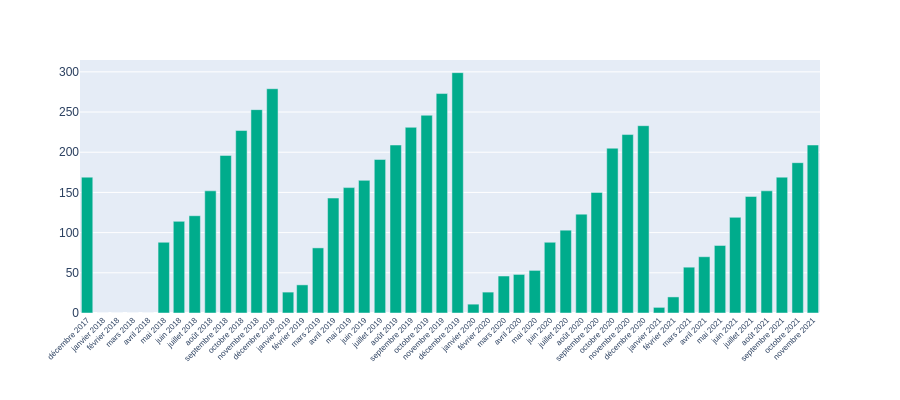 300
250
200
150
100
50
0
décembre 2017
janvier 2018
février 2018
mars 2018
avril 2018
mai 2018
juin 2018
juillet 2018
août 2018
septembre 2018
octobre 2018
novembre 2018
décembre 2018
janvier 2019
février 2019
mars 2019
avril 2019
mai 2019
juin 2019
juillet 2019
août 2019
septembre 2019
octobre 2019
novembre 2019
décembre 2019
janvier 2020
février 2020
mars 2020
avril 2020
mai 2020
juin 2020
juillet 2020
août 2020
septembre 2020
octobre 2020
novembre 2020
décembre 2020
janvier 2021
février 2021
mars 2021
avril 2021
mai 2021
juin 2021
juillet 2021
août 2021
septembre 2021
octobre 2021
novembre 2021